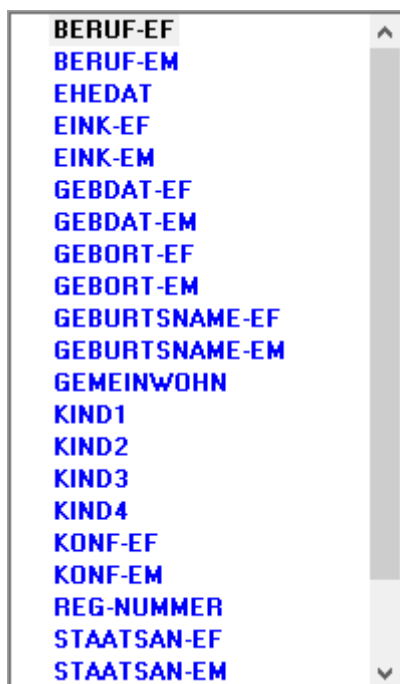 BERUF-EF
BERUF-EM
EHEDAT
EINK-EF
EINK-EM
GEBDAT-EF
GEBDAT-EM
GEBORT-EF
GEBORT-EM
GEBURTSNAME-EF
GEBURTSNAME-EM
GEMEINWOHN
KIND1
KIND2
KIND3
KIND4
KONF-EF
KONF-EM
REG-NUMMER
STAATSAN-EF
STAATSAN-EM